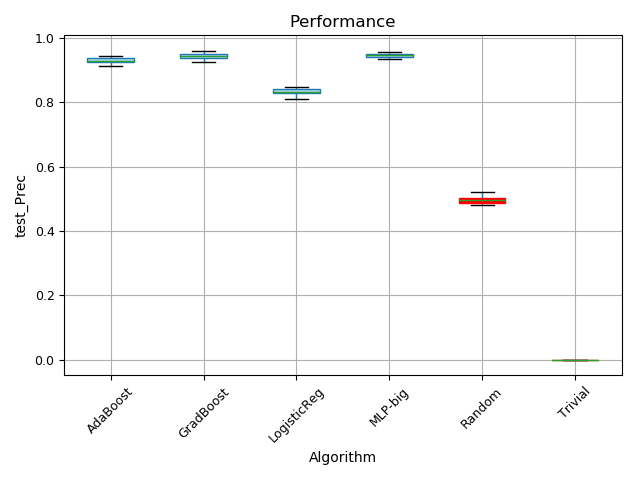 Performance
test_Prec
1.0
0.8
0.6
0.4
0.2
0.0
AdaBoost
GradBoost
LogisticReg
MLP-big
Random
Trivial
Algorithm